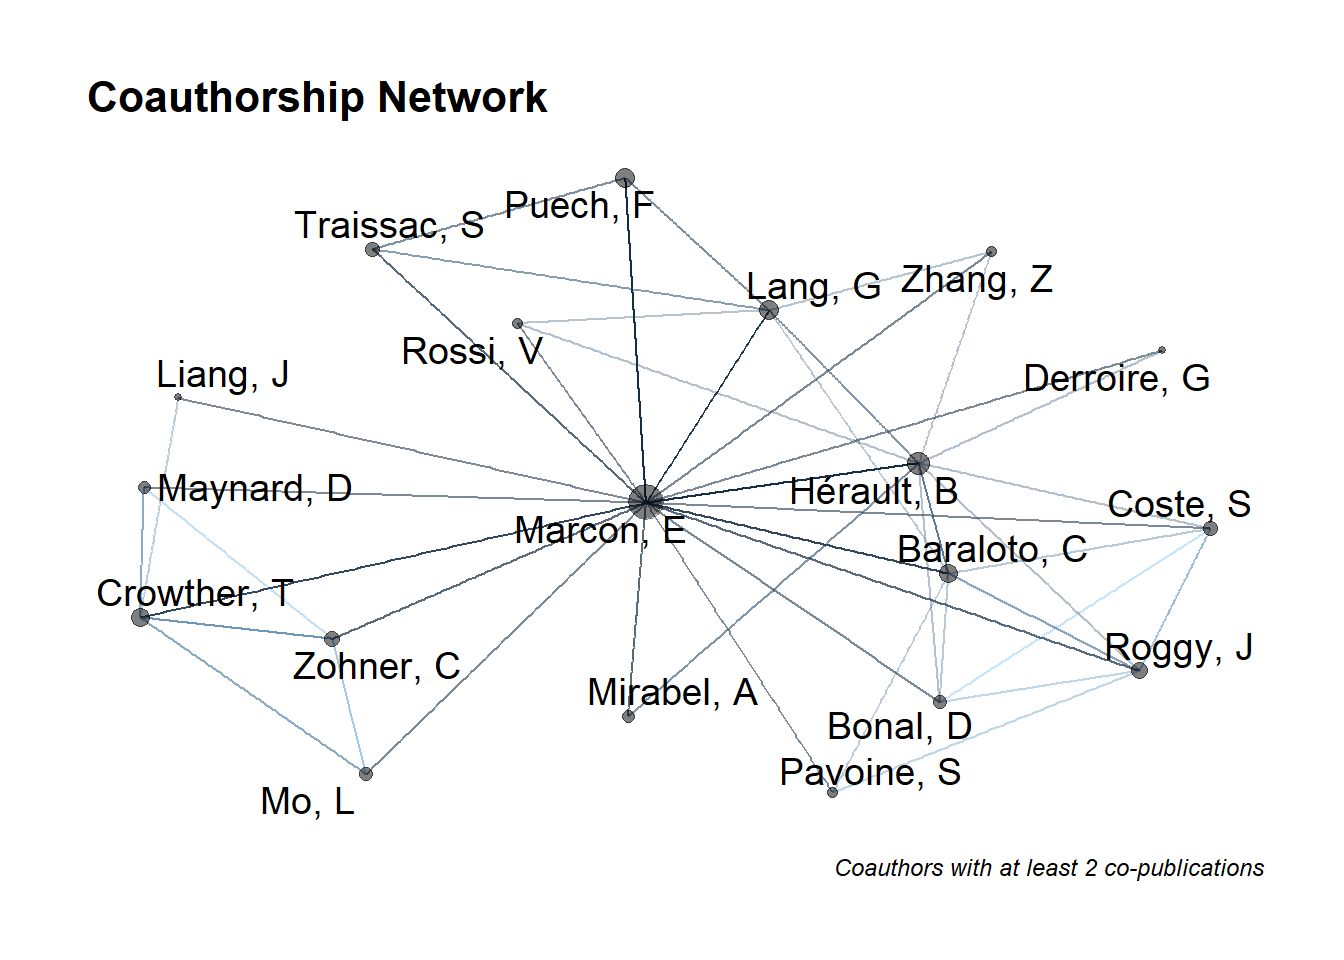 Coauthorship Network
Puech, F
Traissac, S
Lang, G
Zhang, Z
Rossi, V
Liang, J
Derroire, G
Maynard, D
Hérault, B
Coste, S
Marcon, E
Baraloto, C
Crowther, T
Zohner, C
Roggy, J
Mirabel, A
Bonal, D
Pavoine, S
Mo, L
Coauthors with at least 2 co-publications